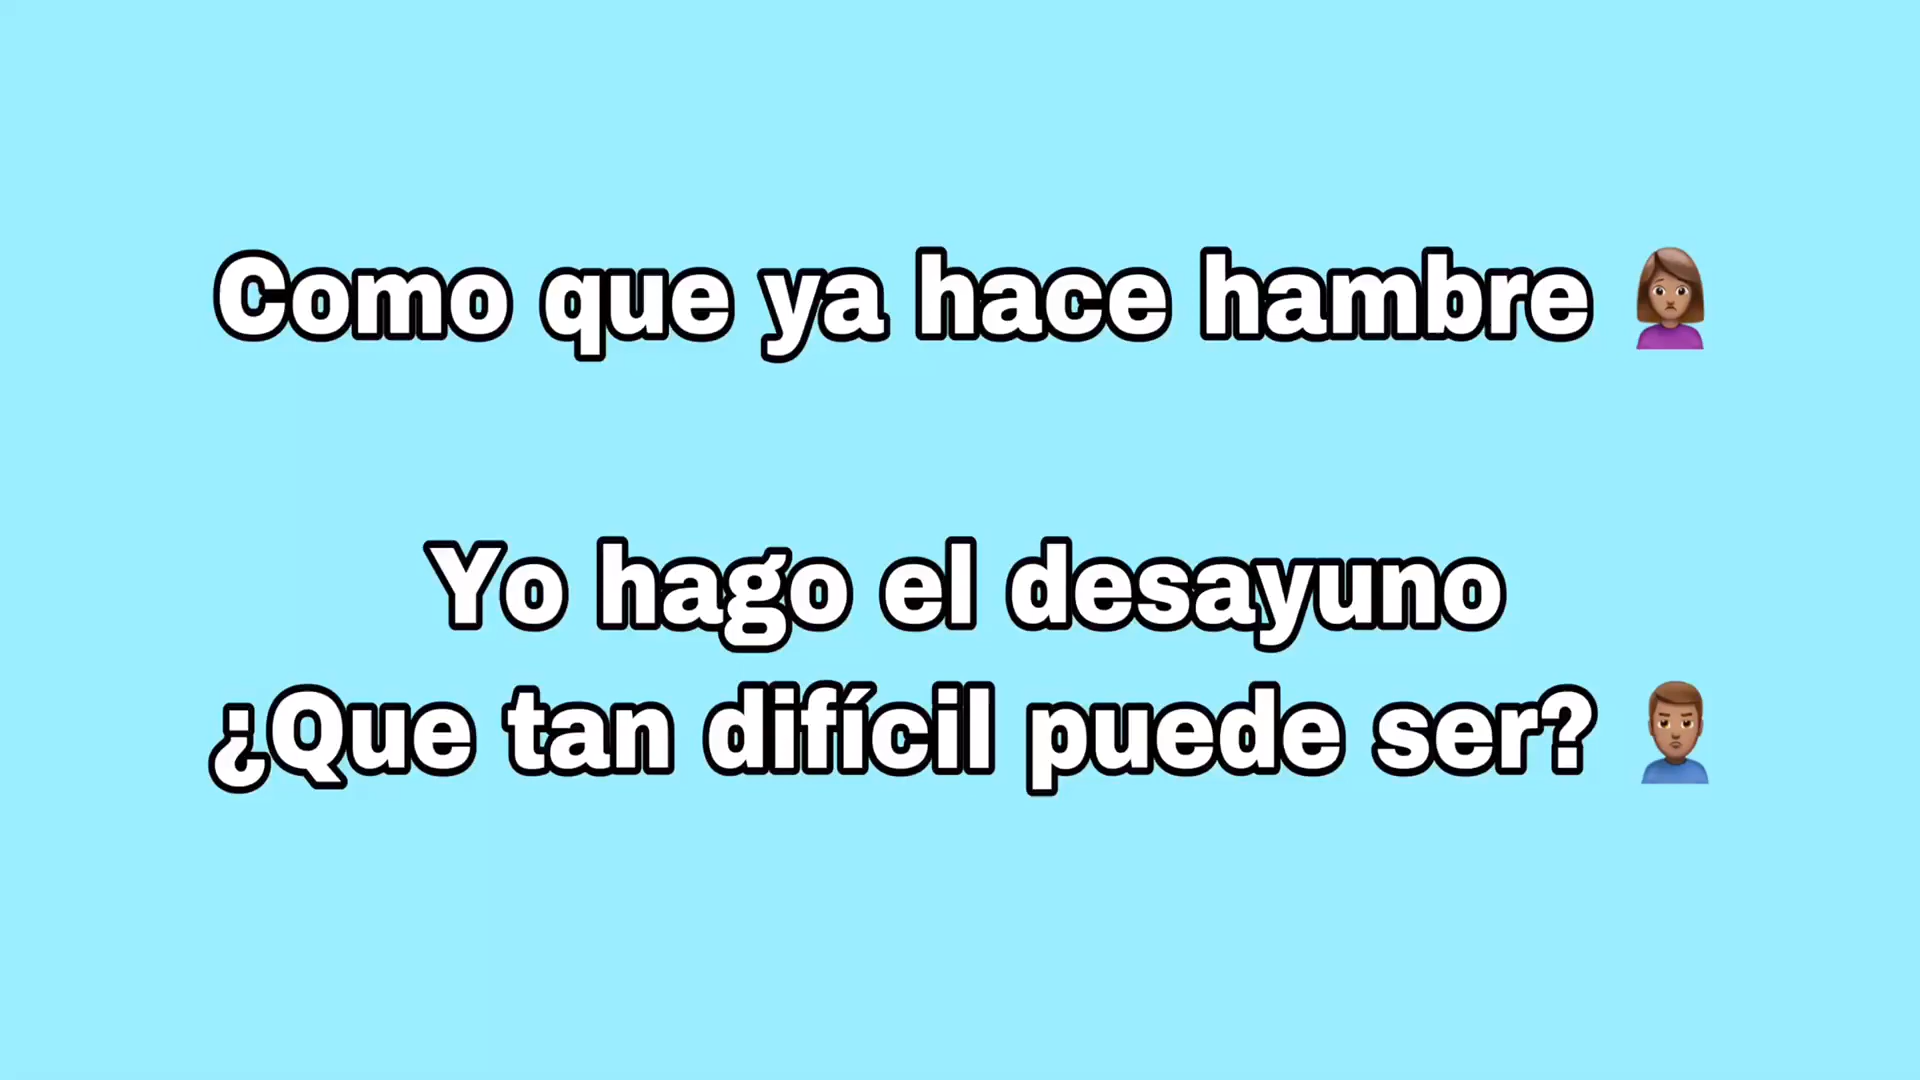 Como que ya hace hambre 🙍🏽‍♀️
Yo hago el desayuno
¿Que tan difícil puede ser? 🙎🏽‍♂️